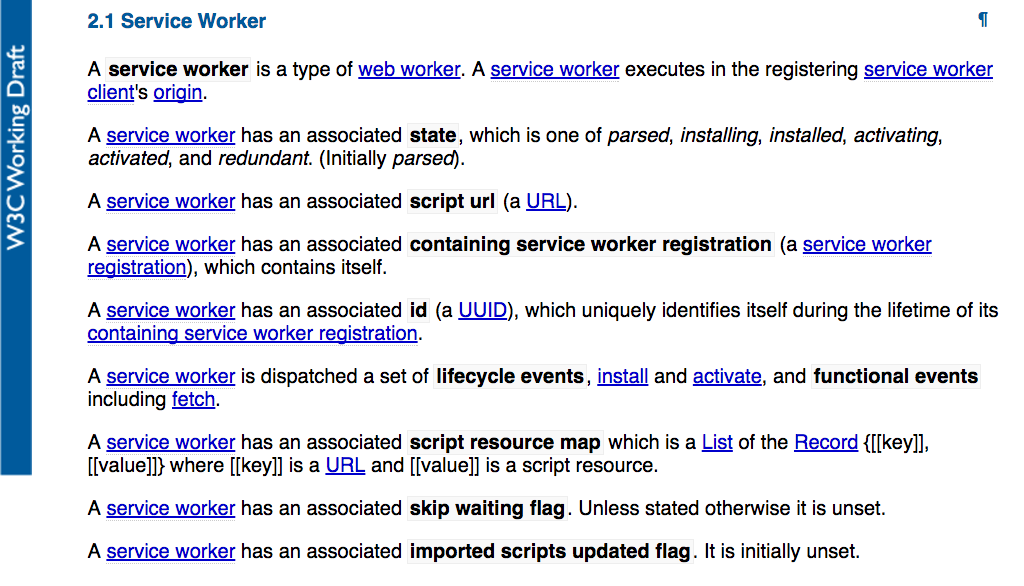 W3C Working Draft
2.1 Service Worker ¶
A service worker is a type of web worker. A service worker executes in the registering service worker
client's origin.
A service worker has an associated state, which is one of parsed, installing, installed, activating,
activated, and redundant. (Initially parsed).
A service worker has an associated script url (a URL).
A service worker has an associated containing service worker registration (a service worker
registration), which contains itself.
A service worker has an associated id (a UUID), which uniquely identifies itself during the lifetime of its
containing service worker registration.
A service worker is dispatched a set of lifecycle events, install and activate, and functional events
including fetch.
A service worker has an associated script resource map which is a List of the Record {[[key]],
[[value]]} where [[key]] is a URL and [[value]] is a script resource.
A service worker has an associated skip waiting flag. Unless stated otherwise it is unset.
A service worker has an associated imported scripts updated flag. It is initially unset.